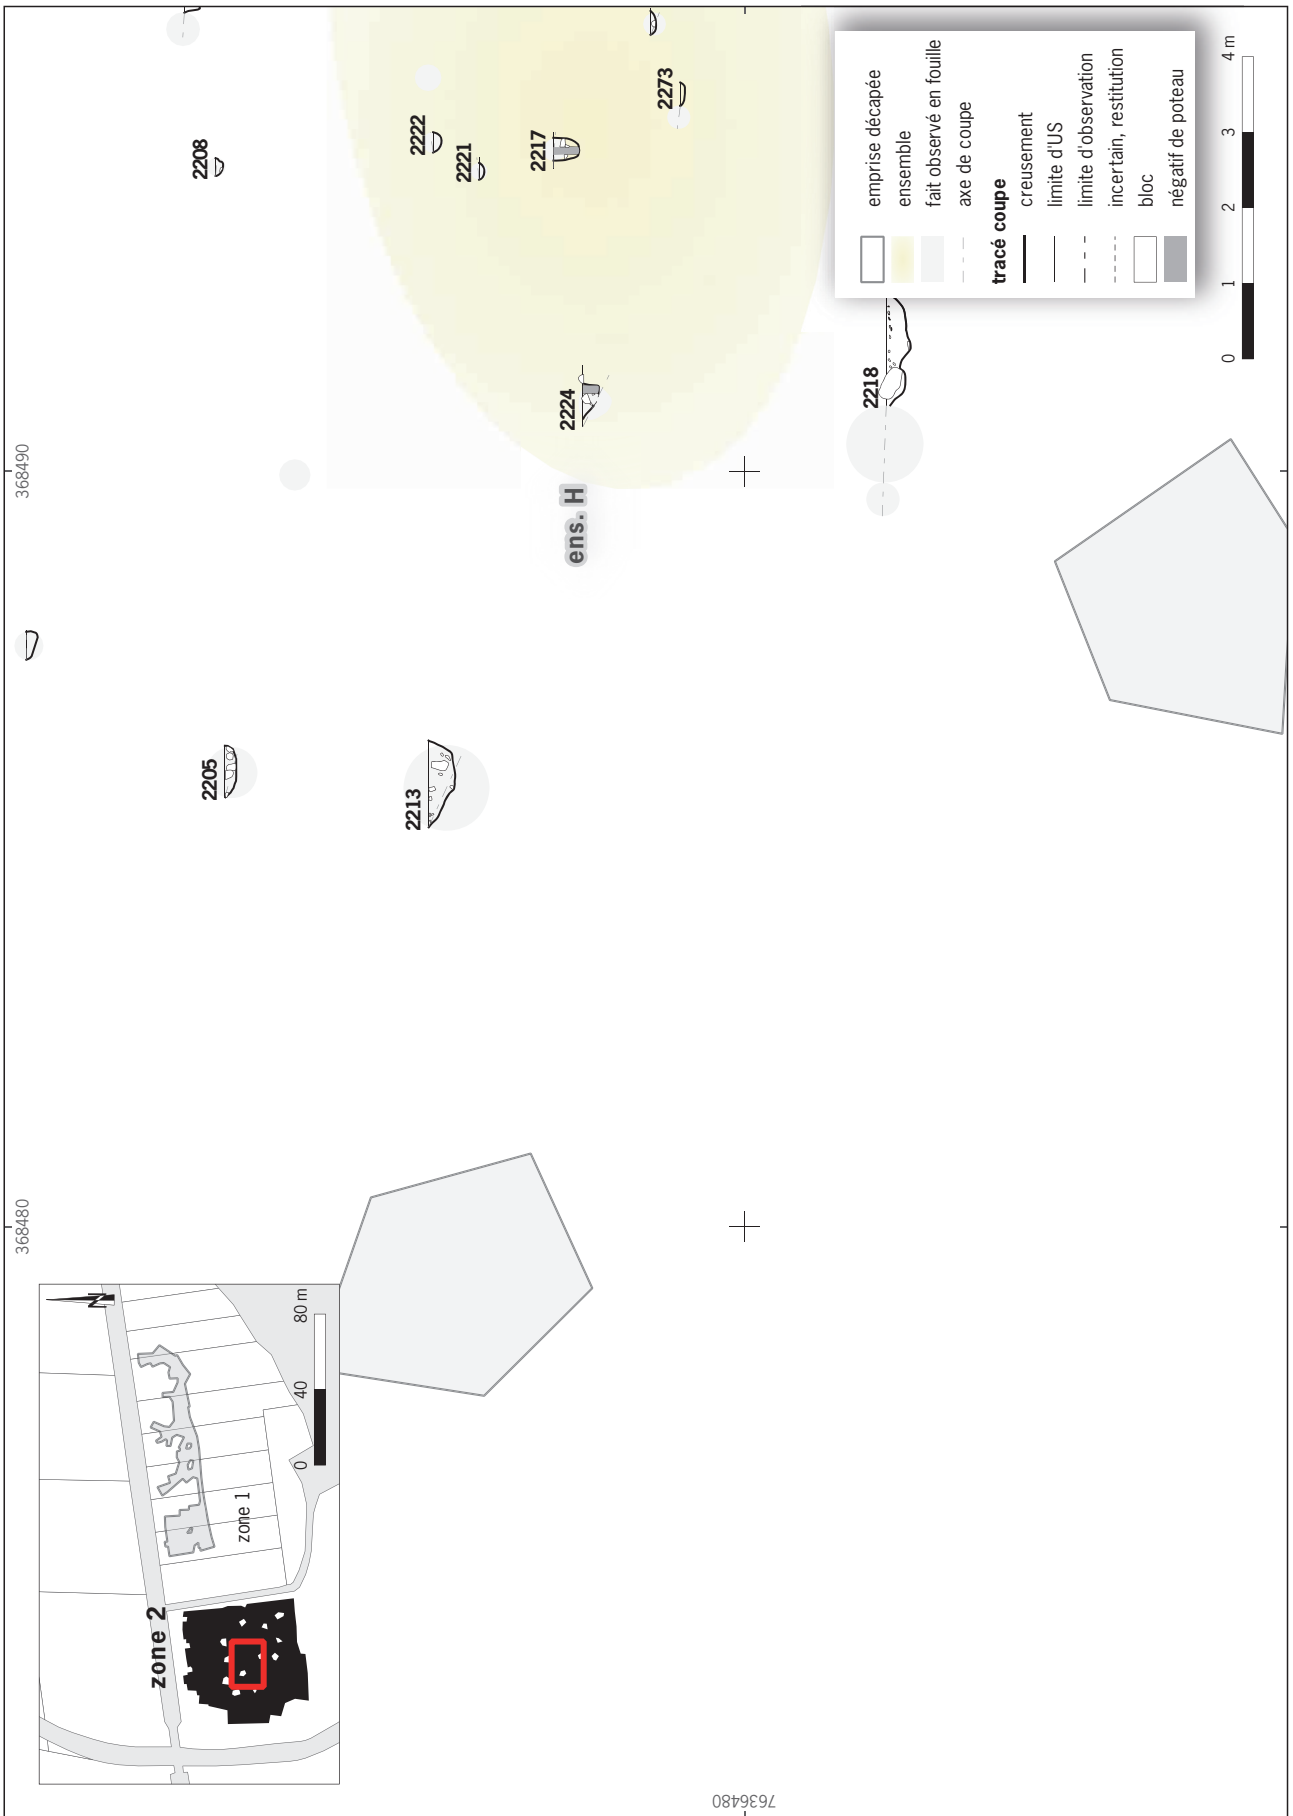 368480
368490
7636480
zone 2
zone 1
N
0 40 80 m
2205
2213
ens. H
2208
2222
2221
2217
2273
2224
2218
emprise décapée
ensemble
fait observé en fouille
axe de coupe
tracé coupe
creusement
limite d'US
limite d'observation
incertain, restitution
bloc
négatif de poteau
0 1 2 3 4 m